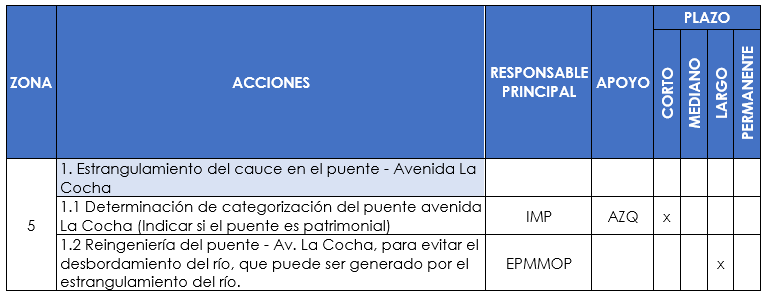 PLAZO
ZONA
ACCIONES
RESPONSABLE
PRINCIPAL
APOYO
CORTO
MEDIANO
LARGO
PERMANENTE
1. Estrangulamiento del cauce en el puente - Avenida La
Cocha
5
1.1 Determinación de categorización del puente avenida
La Cocha (Indicar si el puente es patrimonial)
IMP
AZQ
x
1.2 Reingeniería del puente - Av. La Cocha, para evitar el
desbordamiento del río, que puede ser generado por el
estrangulamiento del río.
EPMMOP
x